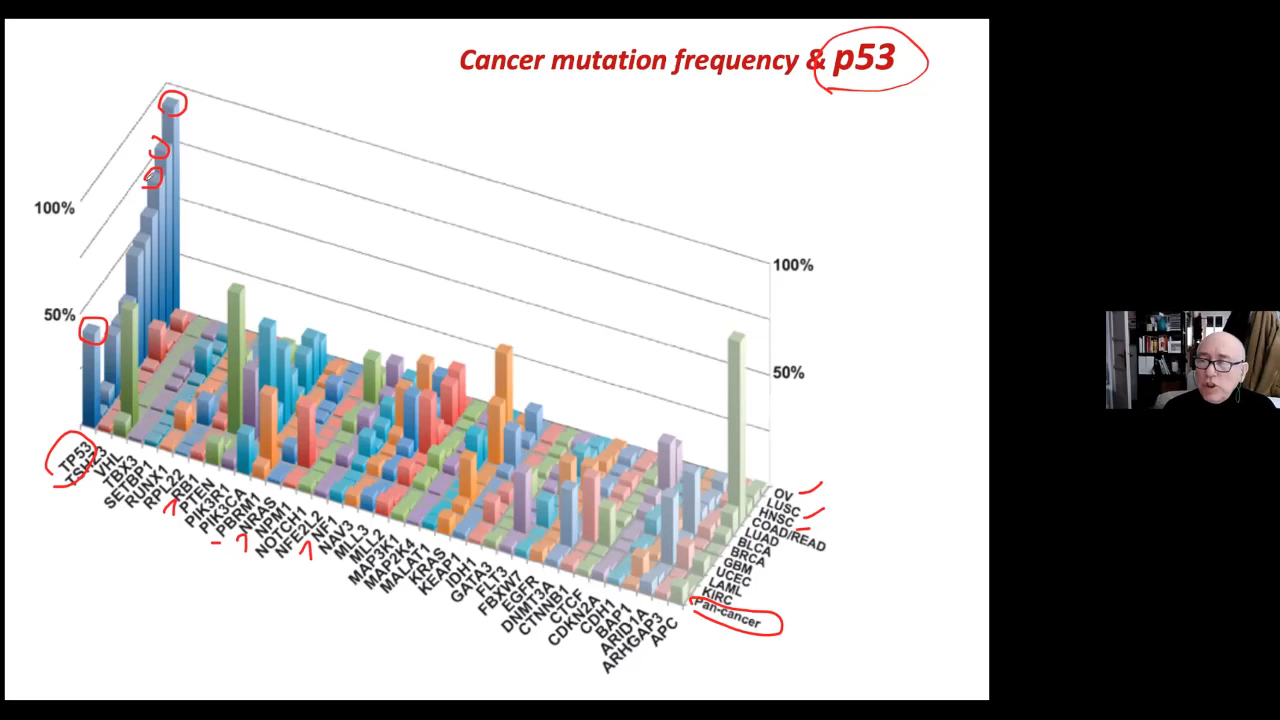 Cancer mutation frequency & p53
100%
50%
100%
50%
TP53
TSHZ3
VHL
TBX3
SETBP1
RUNX1
RPL22
RB1
PTEN
PIK3R1
PIK3CA
PBRM1
NRAS
NPM1
NOTCH1
NFE2L2
NF1
NAV3
MLL3
MLL2
MAP3K1
MAP2K4
MALAT1
KRAS
KEAP1
IDH1
GATA3
FLT3
FBXW7
EGFR
DNMT3A
CTNNB1
CTCF
CDKN2A
CDH1
BAP1
ARID1A
ARHGAP3
APC
OV
LUSC
HNSC
COAD/READ
LUAD
BLCA
BRCA
GBM
UCEC
LAML
KIRC
Pan-cancer